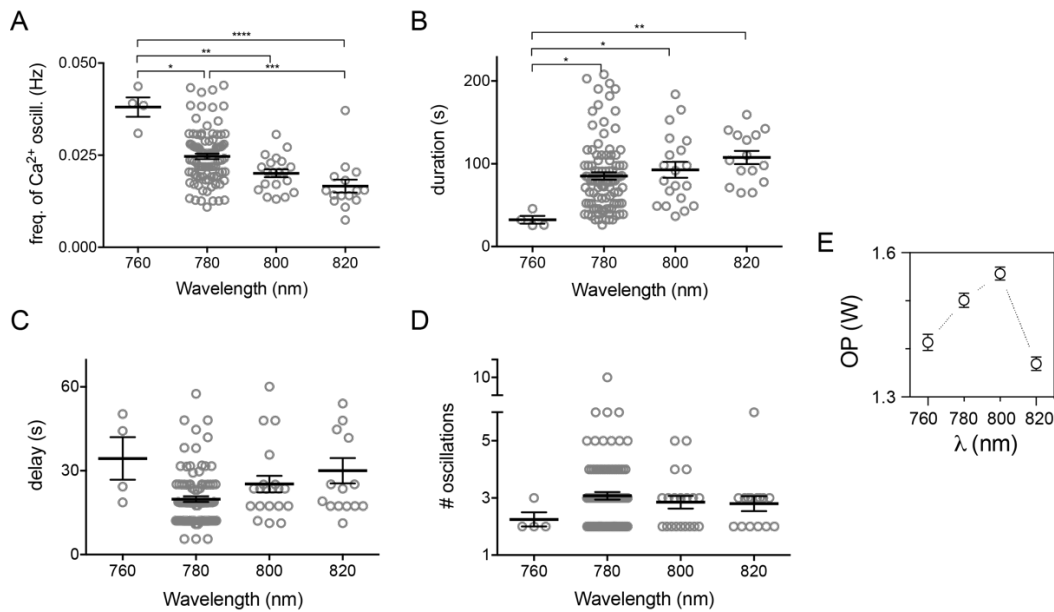 A
****
**
*
***
0.050
0.025
0.000
freq. of Ca²⁺ oscill. (Hz)
760 780 800 820
Wavelength (nm)
B
**
*
*
200
100
0
duration (s)
760 780 800 820
Wavelength (nm)
C
60
30
0
delay (s)
760 780 800 820
Wavelength (nm)
D
10
5
3
1
# oscillations
760 780 800 820
Wavelength (nm)
E
1.6
1.3
OP (W)
760 780 800 820
λ (nm)